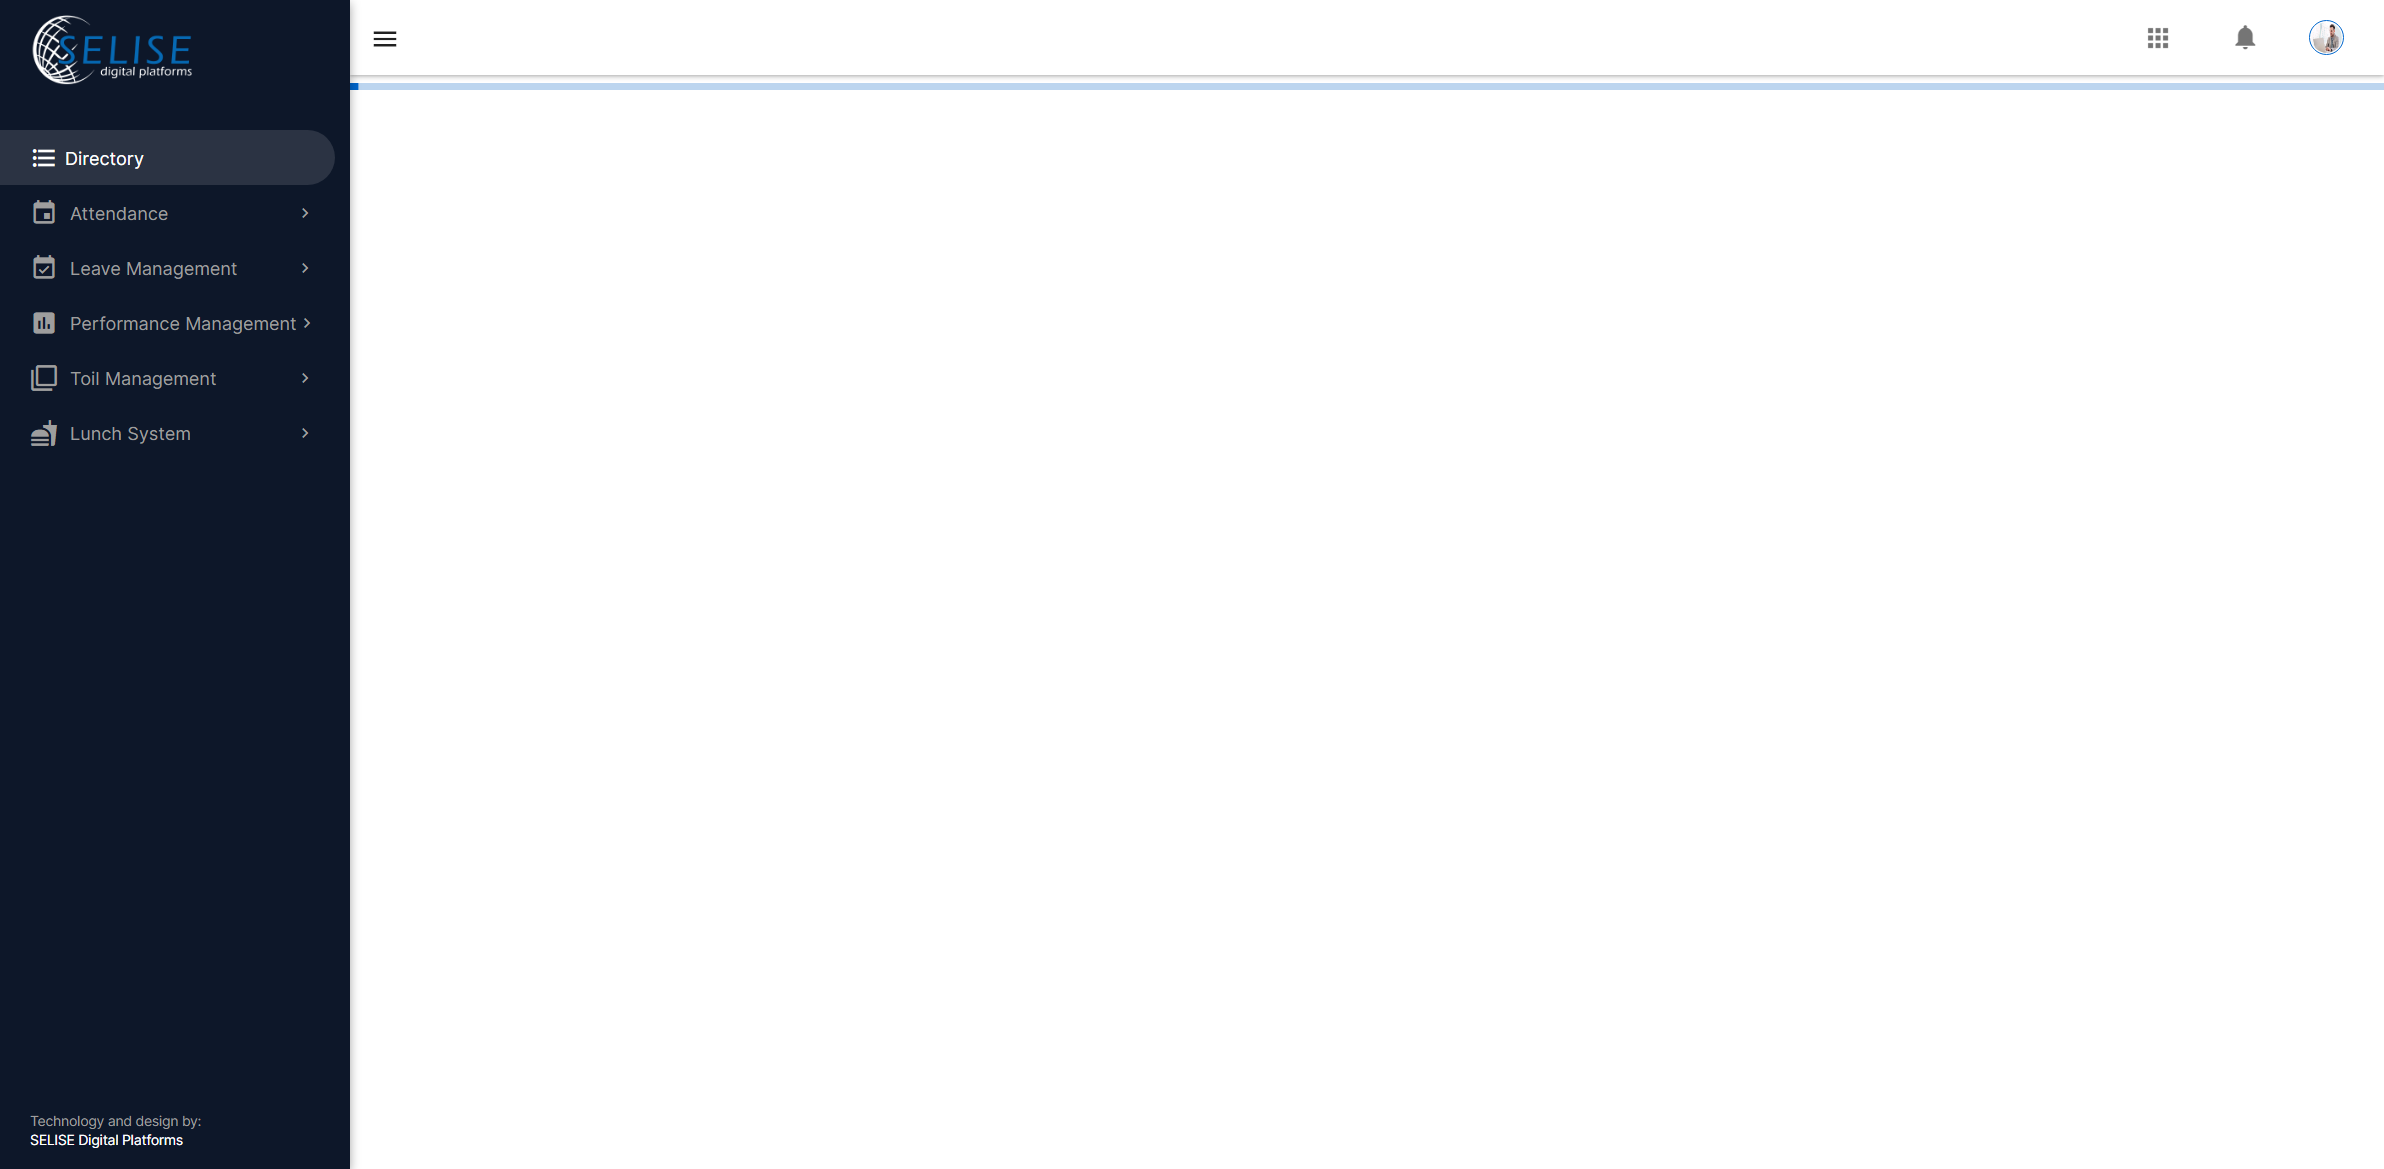 SELISE
digital platforms
Directory
Attendance
Leave Management
Performance Management
Toil Management
Lunch System
Technology and design by:
SELISE Digital Platforms